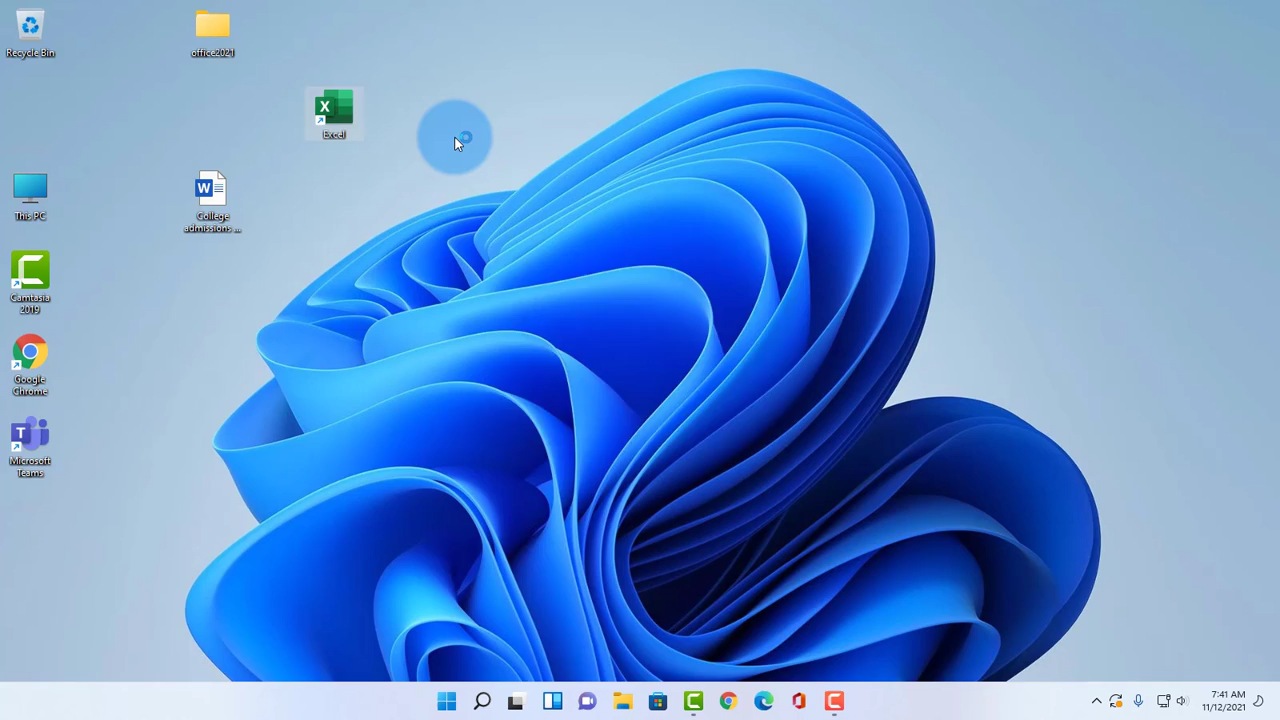 Recycle Bin
office2021
Excel
This PC
College
admissions ...
Camtasia
2019
Google
Chrome
Microsoft
Teams
7:41 AM
11/12/2021